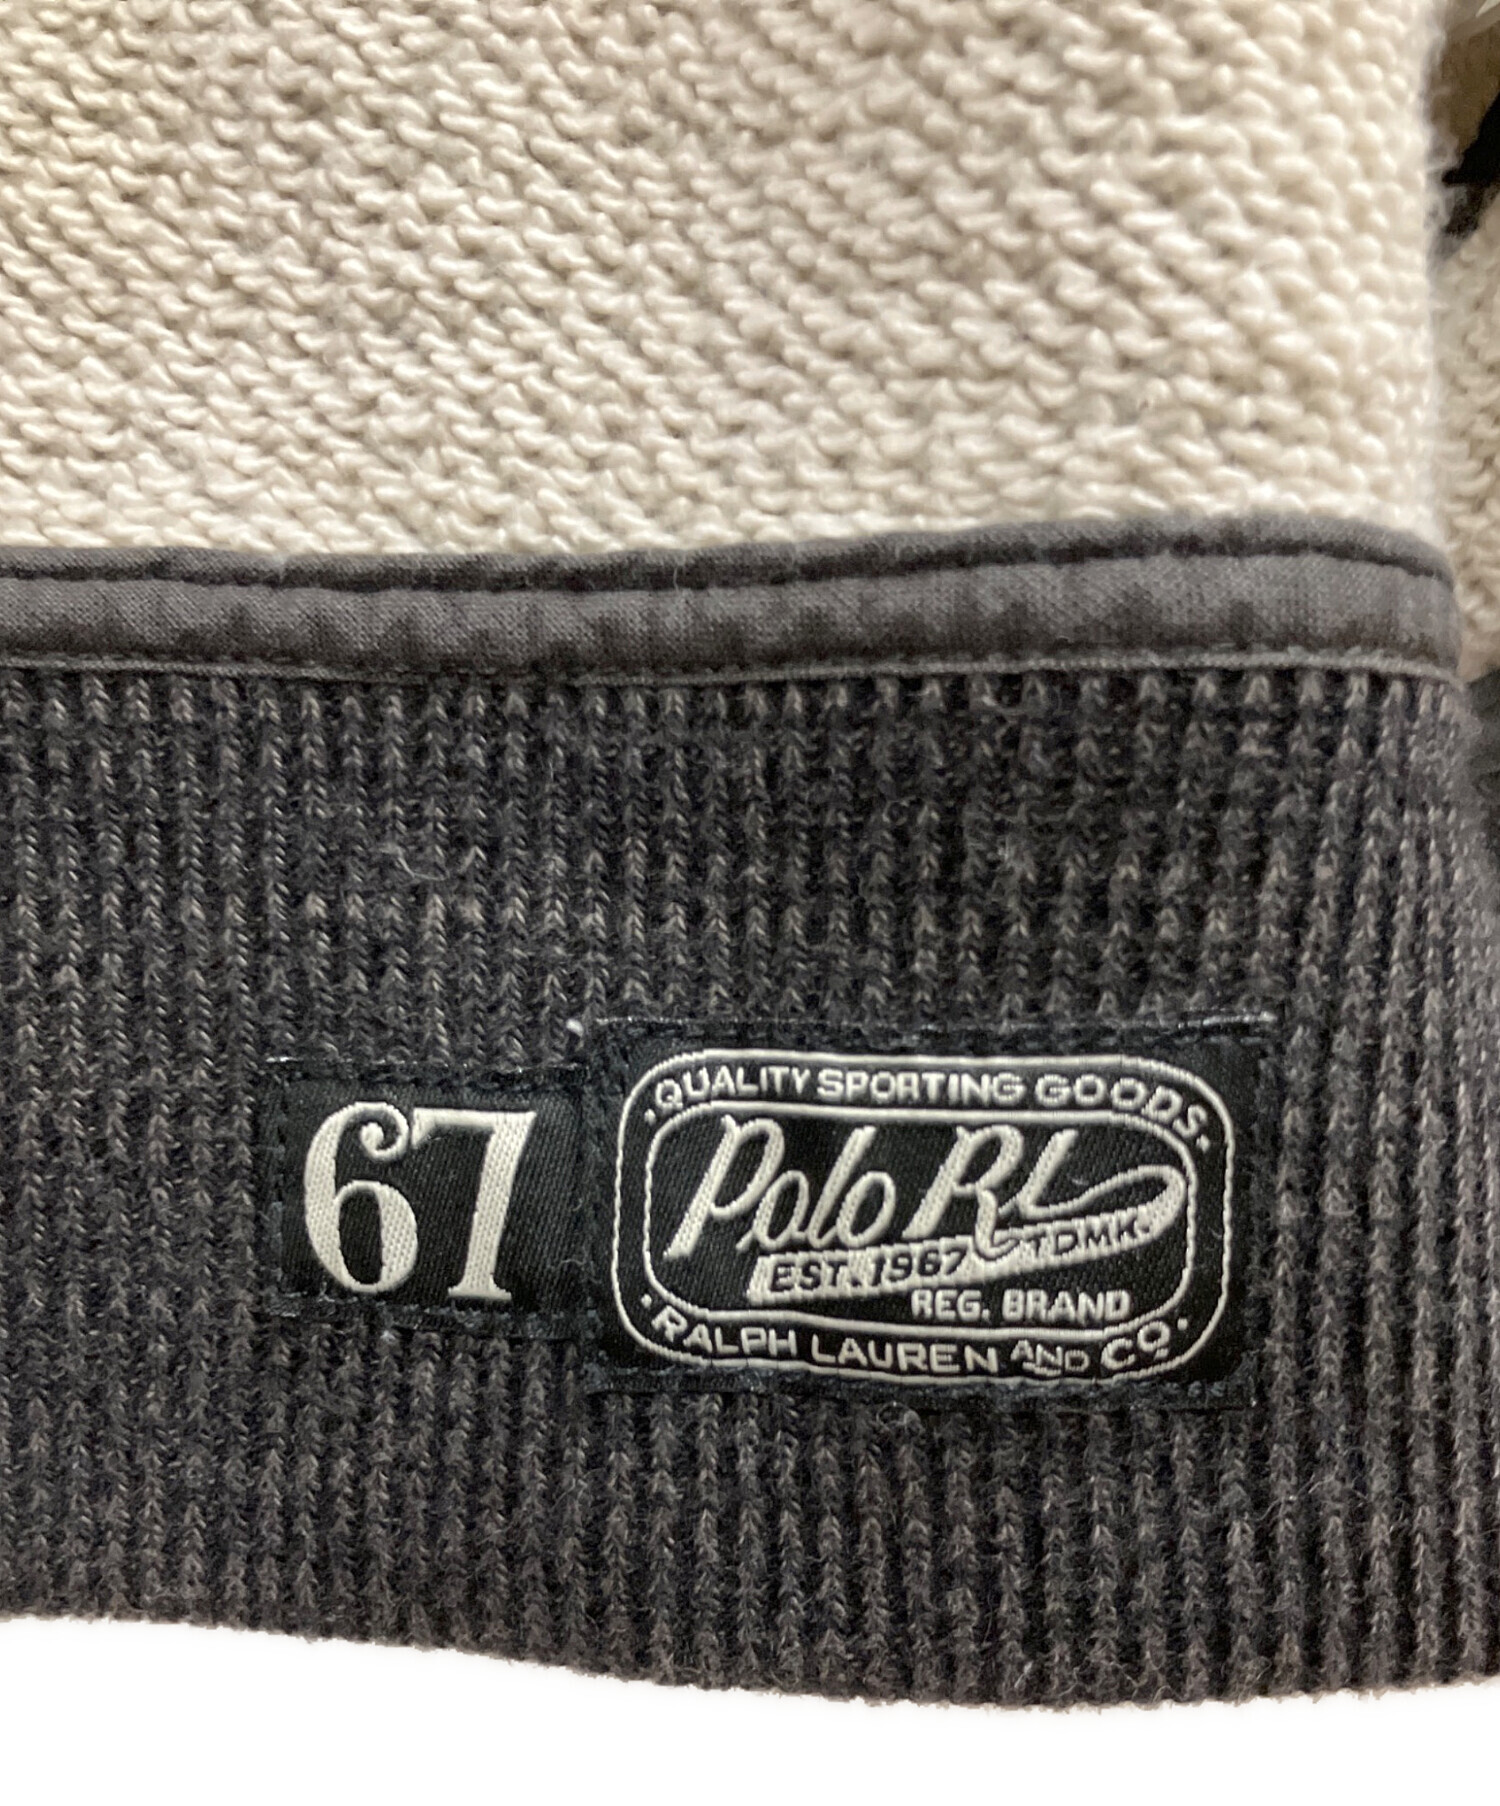 67
·QUALITY SPORTING GOODS·
Polo RL
EST. 1967
TDMK.
REG. BRAND
·RALPH LAUREN AND CO·